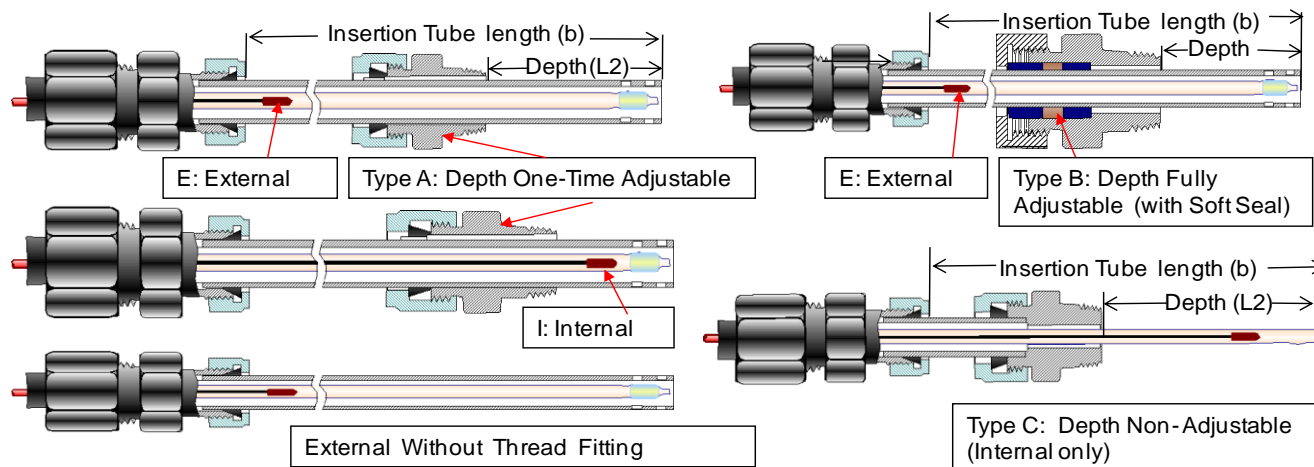 Insertion Tube length (b)
Depth(L2)
E: External
Type A: Depth One-Time Adjustable
I: Internal
External Without Thread Fitting
Insertion Tube length (b)
Depth
E: External
Type B: Depth Fully
Adjustable (with Soft Seal)
Insertion Tube length (b)
Depth (L2)
Type C: Depth Non-Adjustable
(Internal only)